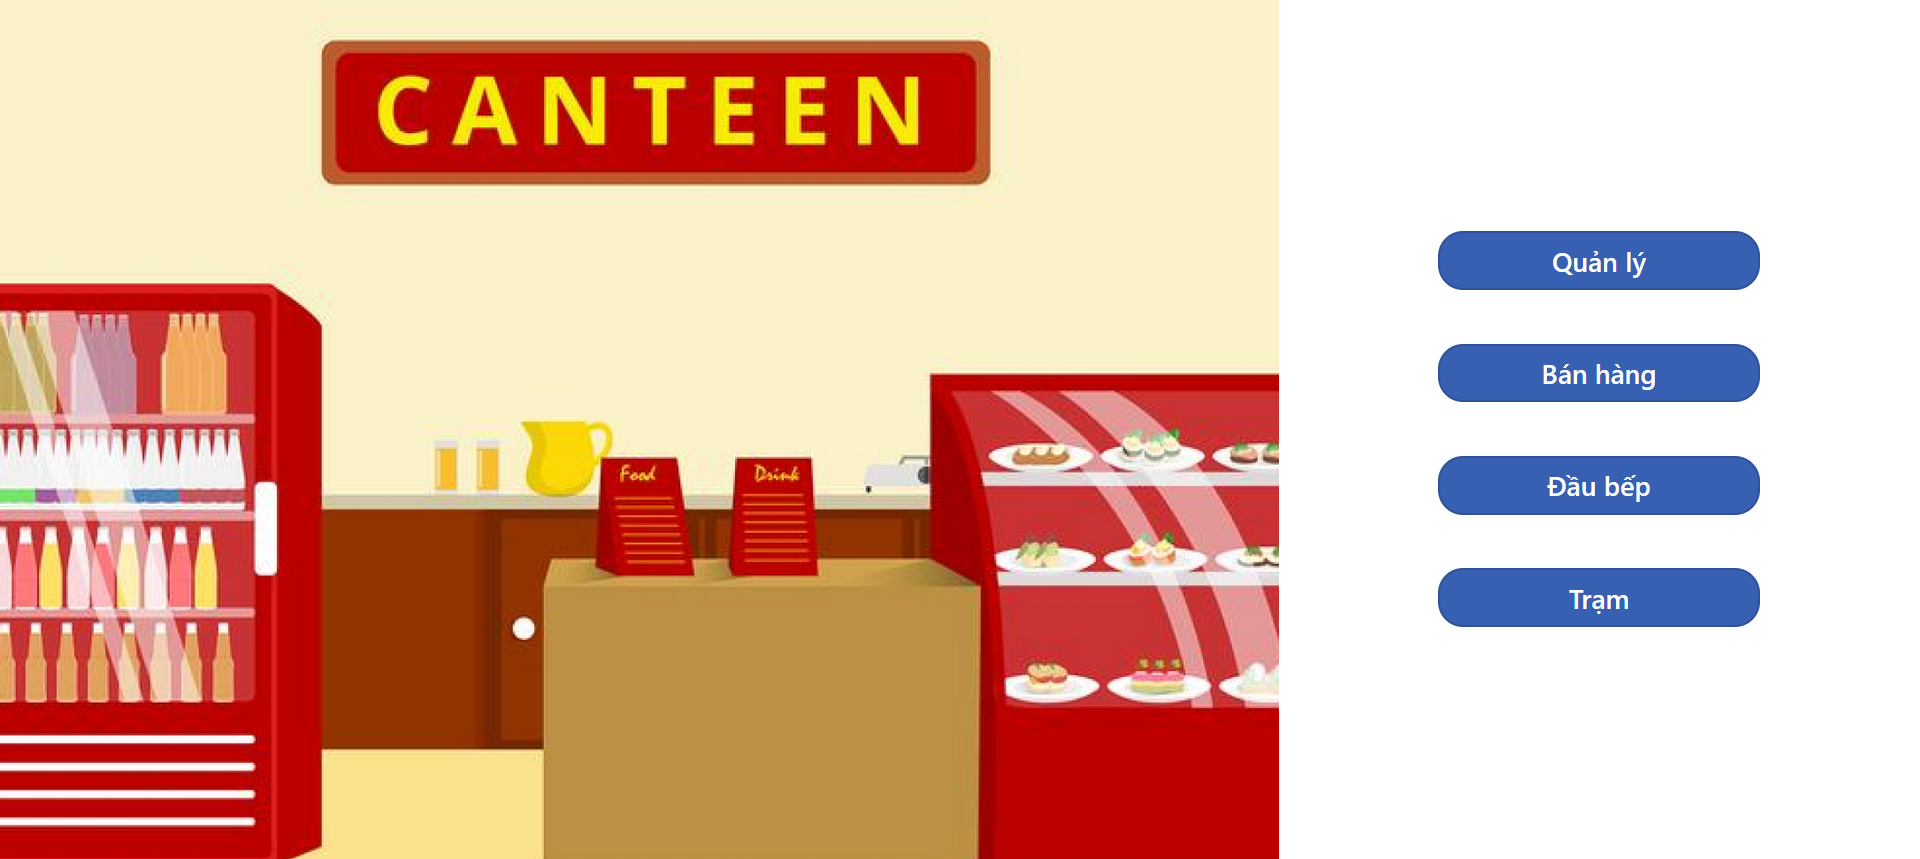 CANTEEN
Food
Drink
Quản lý
Bán hàng
Đầu bếp
Trạm